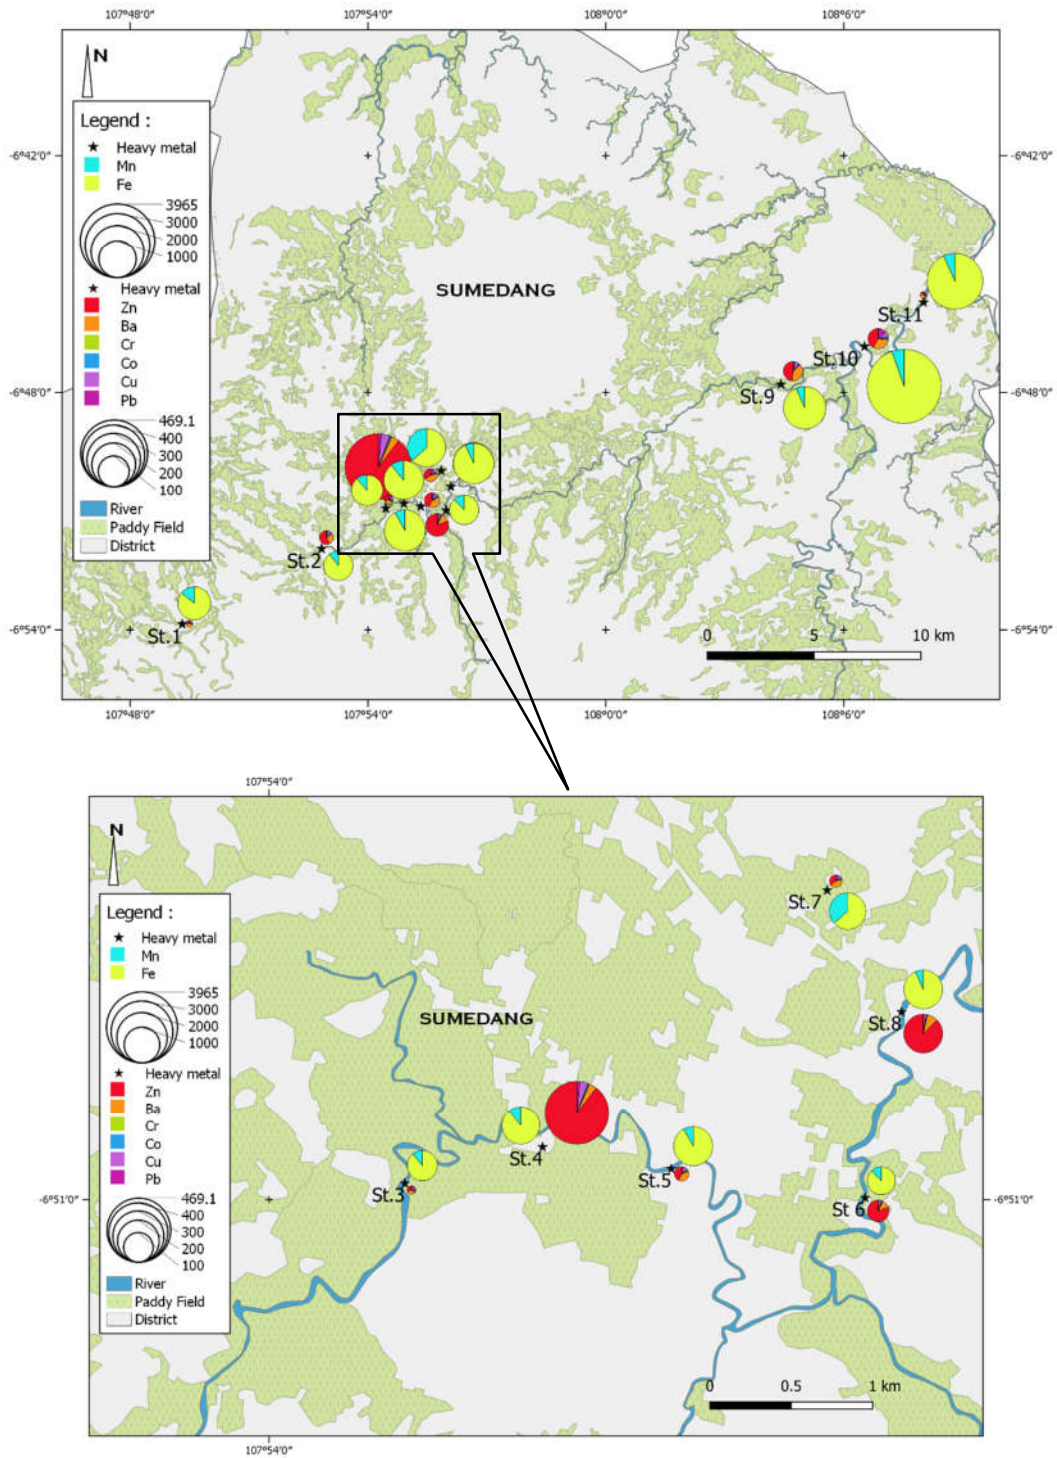 107°48'0" 107°54'0" 108°0'0" 108°6'0"
N
Legend :
Heavy metal
Mn
Fe
3965
3000
2000
1000
Heavy metal
Zn
Ba
Cr
Co
Cu
Pb
469.1
400
300
200
100
River
Paddy Field
District
-6°42'0" -6°42'0"
SUMEDANG
St.11
St.10
-6°48'0" -6°48'0"
St.9
St.2
St.1
-6°54'0" -6°54'0"
0 5 10 km
107°48'0" 107°54'0" 108°0'0" 108°6'0"
107°54'0"
N
Legend :
Heavy metal
Mn
Fe
3965
3000
2000
1000
Heavy metal
Zn
Ba
Cr
Co
Cu
Pb
469.1
400
300
200
100
River
Paddy Field
District
St.7
SUMEDANG
St.8
St.4
St.5
St.3
St 6
-6°51'0" -6°51'0"
0 0.5 1 km
107°54'0"